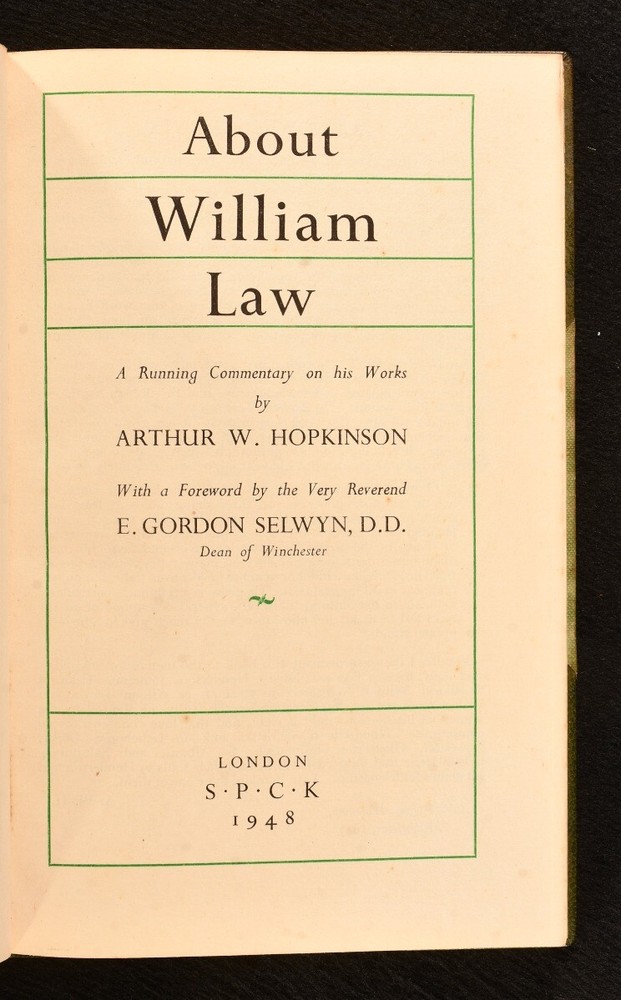 About
William
Law
A Running Commentary on his Works
by
ARTHUR W. HOPKINSON
With a Foreword by the Very Reverend
E. GORDON SELWYN, D.D.
Dean of Winchester
LONDON
S·P·C·K
1948